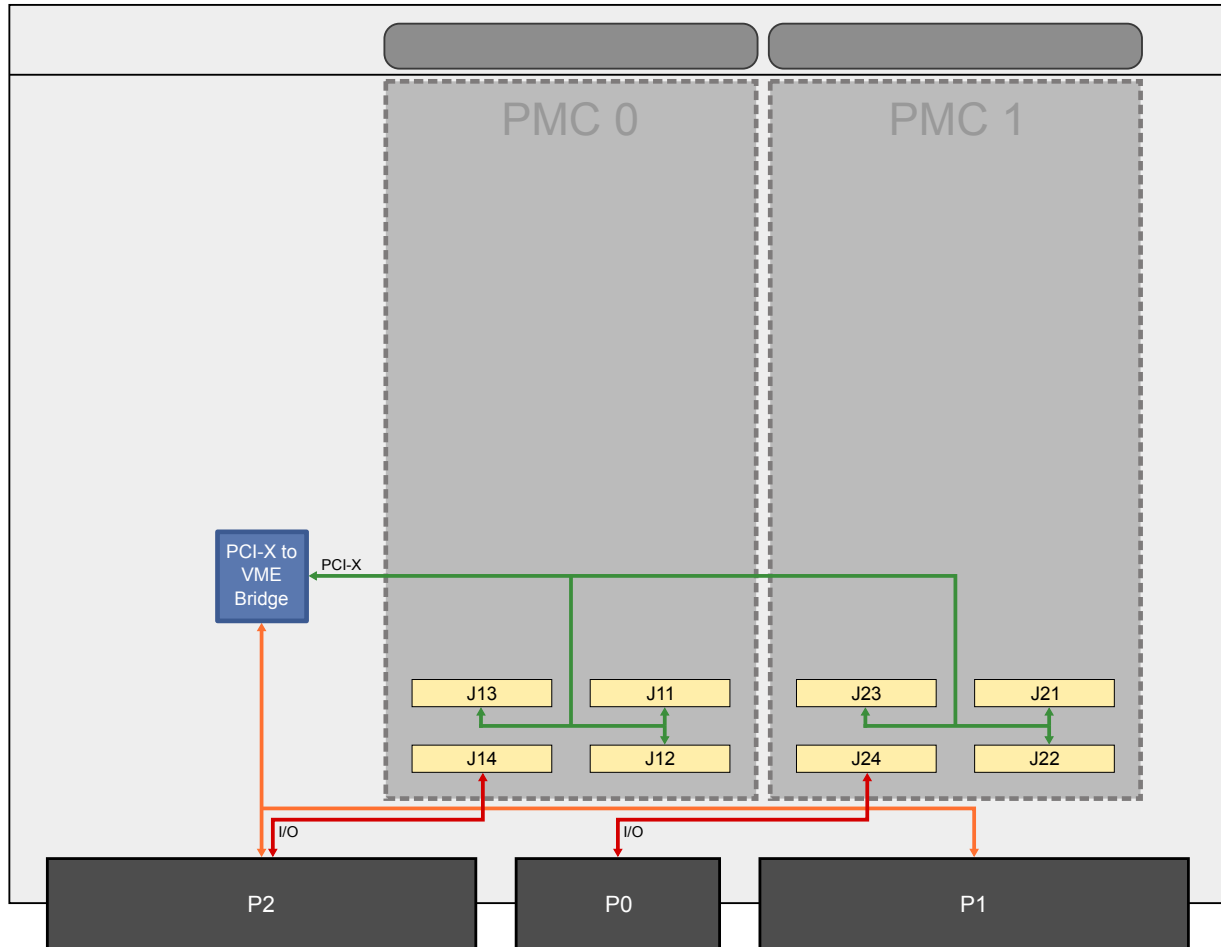 PMC 0
PMC 1
PCI-X to
VME
Bridge
PCI-X
J13
J11
J23
J21
J14
J12
J24
J22
I/O
I/O
P2
P0
P1